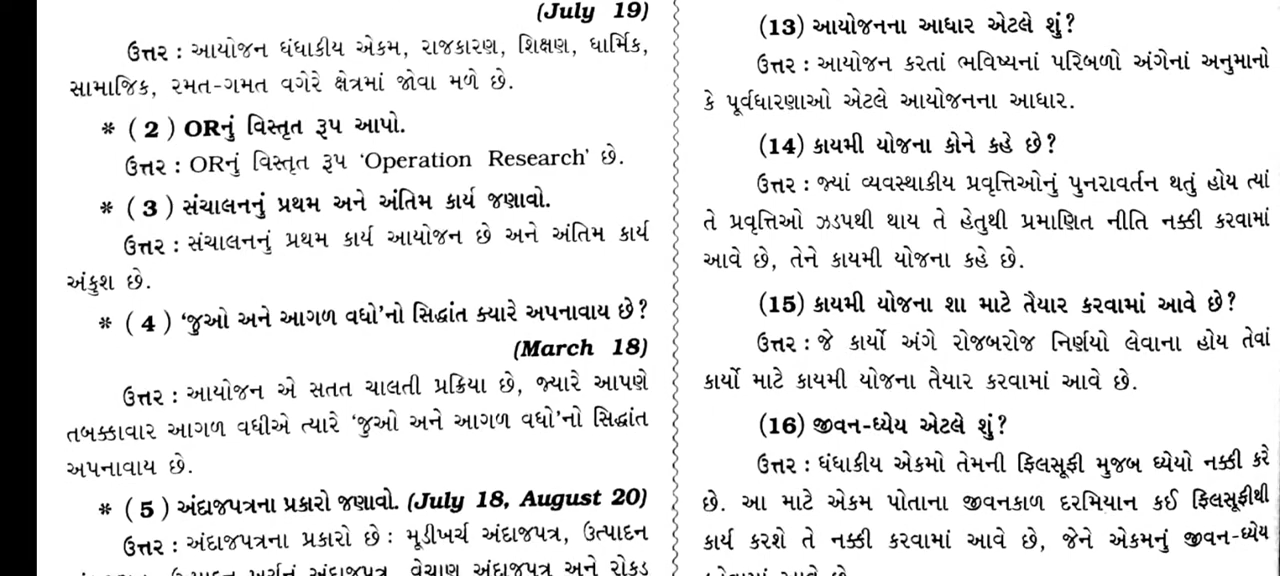 (July 19)
ઉત્તર : આયોજન ધંધાકીય એકમ, રાજકારણ, શિક્ષણ, ધાર્મિક,
સામાજિક, રમત-ગમત વગેરે ક્ષેત્રમાં જોવા મળે છે.
* ( 2 ) ORનું વિસ્તૃત રૂપ આપો.
ઉત્તર : ORનું વિસ્તૃત રૂપ ‘Operation Research’ છે.
* ( 3 ) સંચાલનનું પ્રથમ અને અંતિમ કાર્ય જણાવો.
ઉત્તર : સંચાલનનું પ્રથમ કાર્ય આયોજન છે અને અંતિમ કાર્ય
અંકુશ છે.
* ( 4 ) ‘જુઓ અને આગળ વધો’નો સિદ્ધાંત ક્યારે અપનાવાય છે?
(March 18)
ઉત્તર : આયોજન એ સતત ચાલતી પ્રક્રિયા છે, જ્યારે આપણે
તબક્કાવાર આગળ વધીએ ત્યારે ‘જુઓ અને આગળ વધો’નો સિદ્ધાંત
અપનાવાય છે.
* ( 5 ) અંદાજપત્રના પ્રકારો જણાવો. (July 18, August 20)
ઉત્તર : અંદાજપત્રના પ્રકારો છે : મૂડીખર્ચ અંદાજપત્ર, ઉત્પાદન
ઉત્પાદન ખર્ચનું અંદાજપત્ર, વેચાણ અંદાજપત્ર અને રોકડ
(13) આયોજનના આધાર એટલે શું?
ઉત્તર : આયોજન કરતાં ભવિષ્યનાં પરિબળો અંગેનાં અનુમાનો
કે પૂર્વધારણાઓ એટલે આયોજનના આધાર.
(14) કાયમી યોજના કોને કહે છે?
ઉત્તર : જ્યાં વ્યવસ્થાકીય પ્રવૃત્તિઓનું પુનરાવર્તન થતું હોય ત્યાં
તે પ્રવૃત્તિઓ ઝડપથી થાય તે હેતુથી પ્રમાણિત નીતિ નક્કી કરવામાં
આવે છે, તેને કાયમી યોજના કહે છે.
(15) કાયમી યોજના શા માટે તૈયાર કરવામાં આવે છે?
ઉત્તર : જે કાર્યો અંગે રોજબરોજ નિર્ણયો લેવાના હોય તેવાં
કાર્યો માટે કાયમી યોજના તૈયાર કરવામાં આવે છે.
(16) જીવન-ધ્યેય એટલે શું?
ઉત્તર : ધંધાકીય એકમો તેમની ફિલસૂફી મુજબ ધ્યેયો નક્કી કરે
છે. આ માટે એકમ પોતાના જીવનકાળ દરમિયાન કઈ ફિલસૂફીથી
કાર્ય કરશે તે નક્કી કરવામાં આવે છે, જેને એકમનું જીવન-ધ્યેય